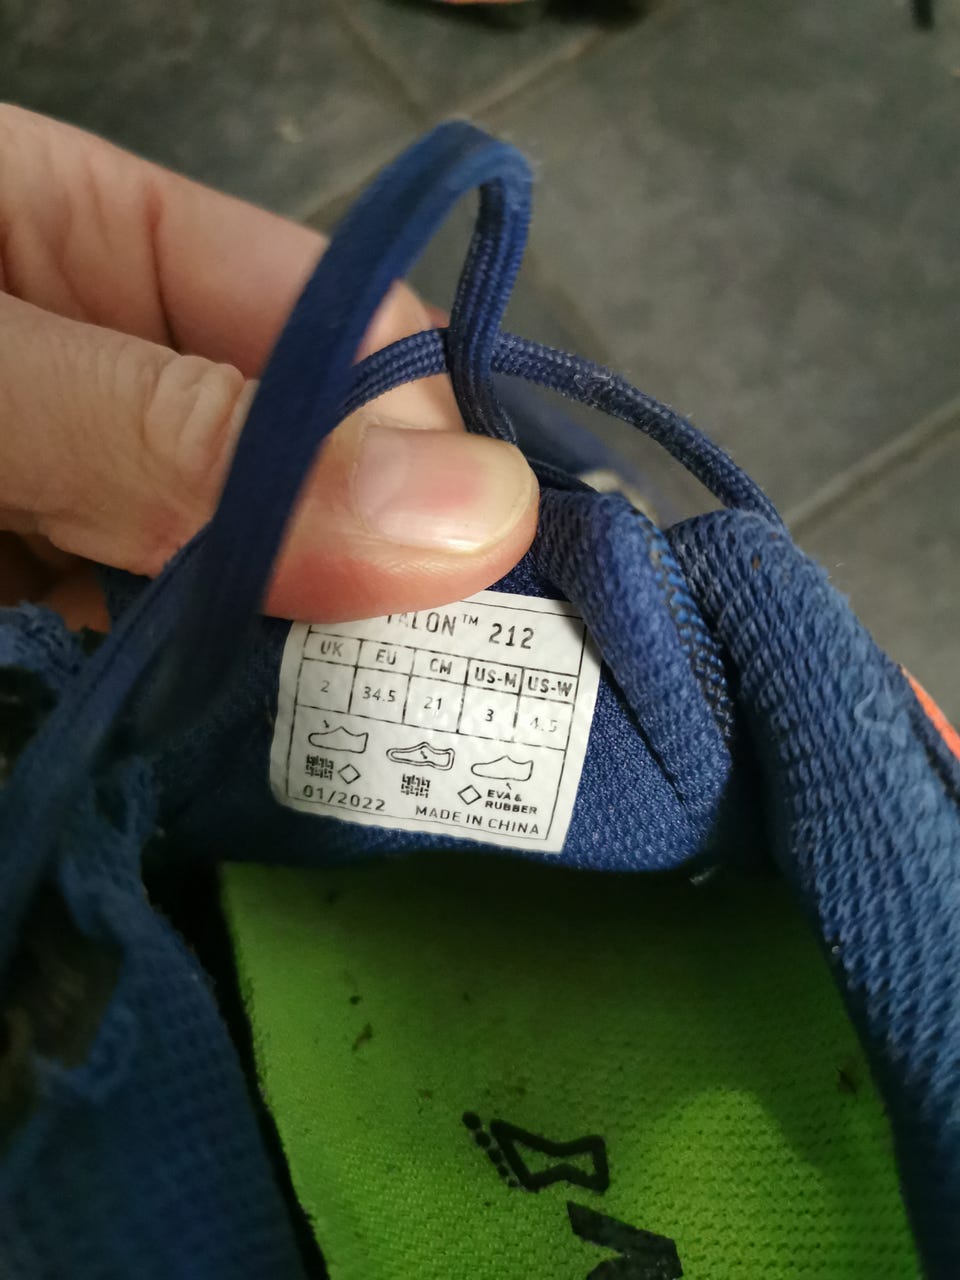 TALON™ 212
UK EU CM US-M US-W
2 34.5 21 3 4.5
EVA &
RUBBER
01/2022 MADE IN CHINA